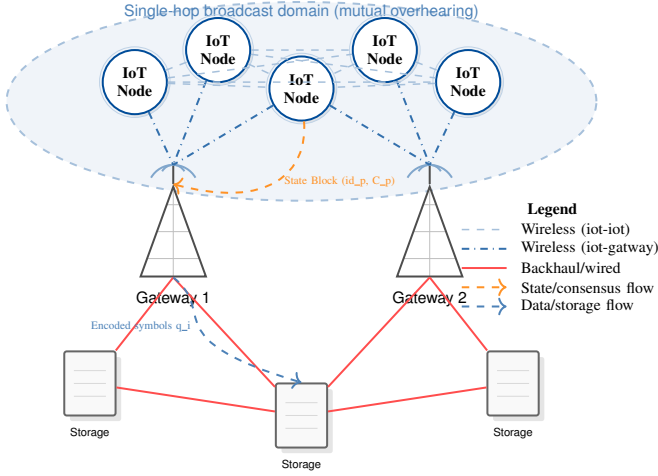 Single-hop broadcast domain (mutual overhearing)
IoT
Node
IoT
Node
IoT
Node
IoT
Node
IoT
Node
State Block (id_p, C_p)
Legend
Wireless (iot-iot)
Wireless (iot-gatway)
Backhaul/wired
State/consensus flow
Data/storage flow
Gateway 1
Gateway 2
Encoded symbols q_i
Storage
Storage
Storage